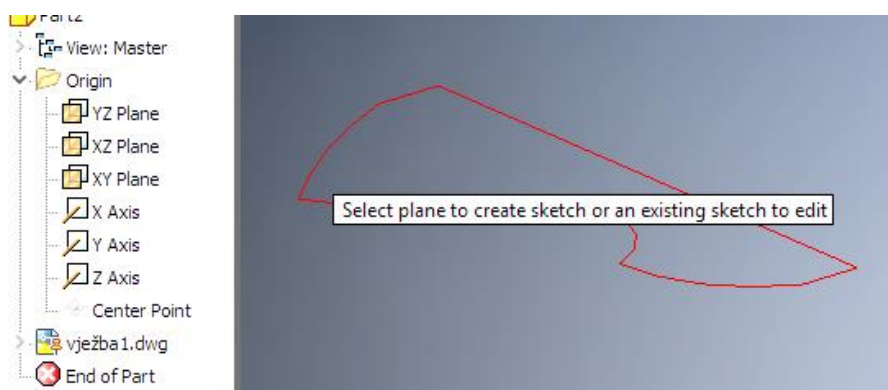 Part2
View: Master
Origin
YZ Plane
XZ Plane
XY Plane
X Axis
Y Axis
Z Axis
Center Point
vježba1.dwg
End of Part
Select plane to create sketch or an existing sketch to edit